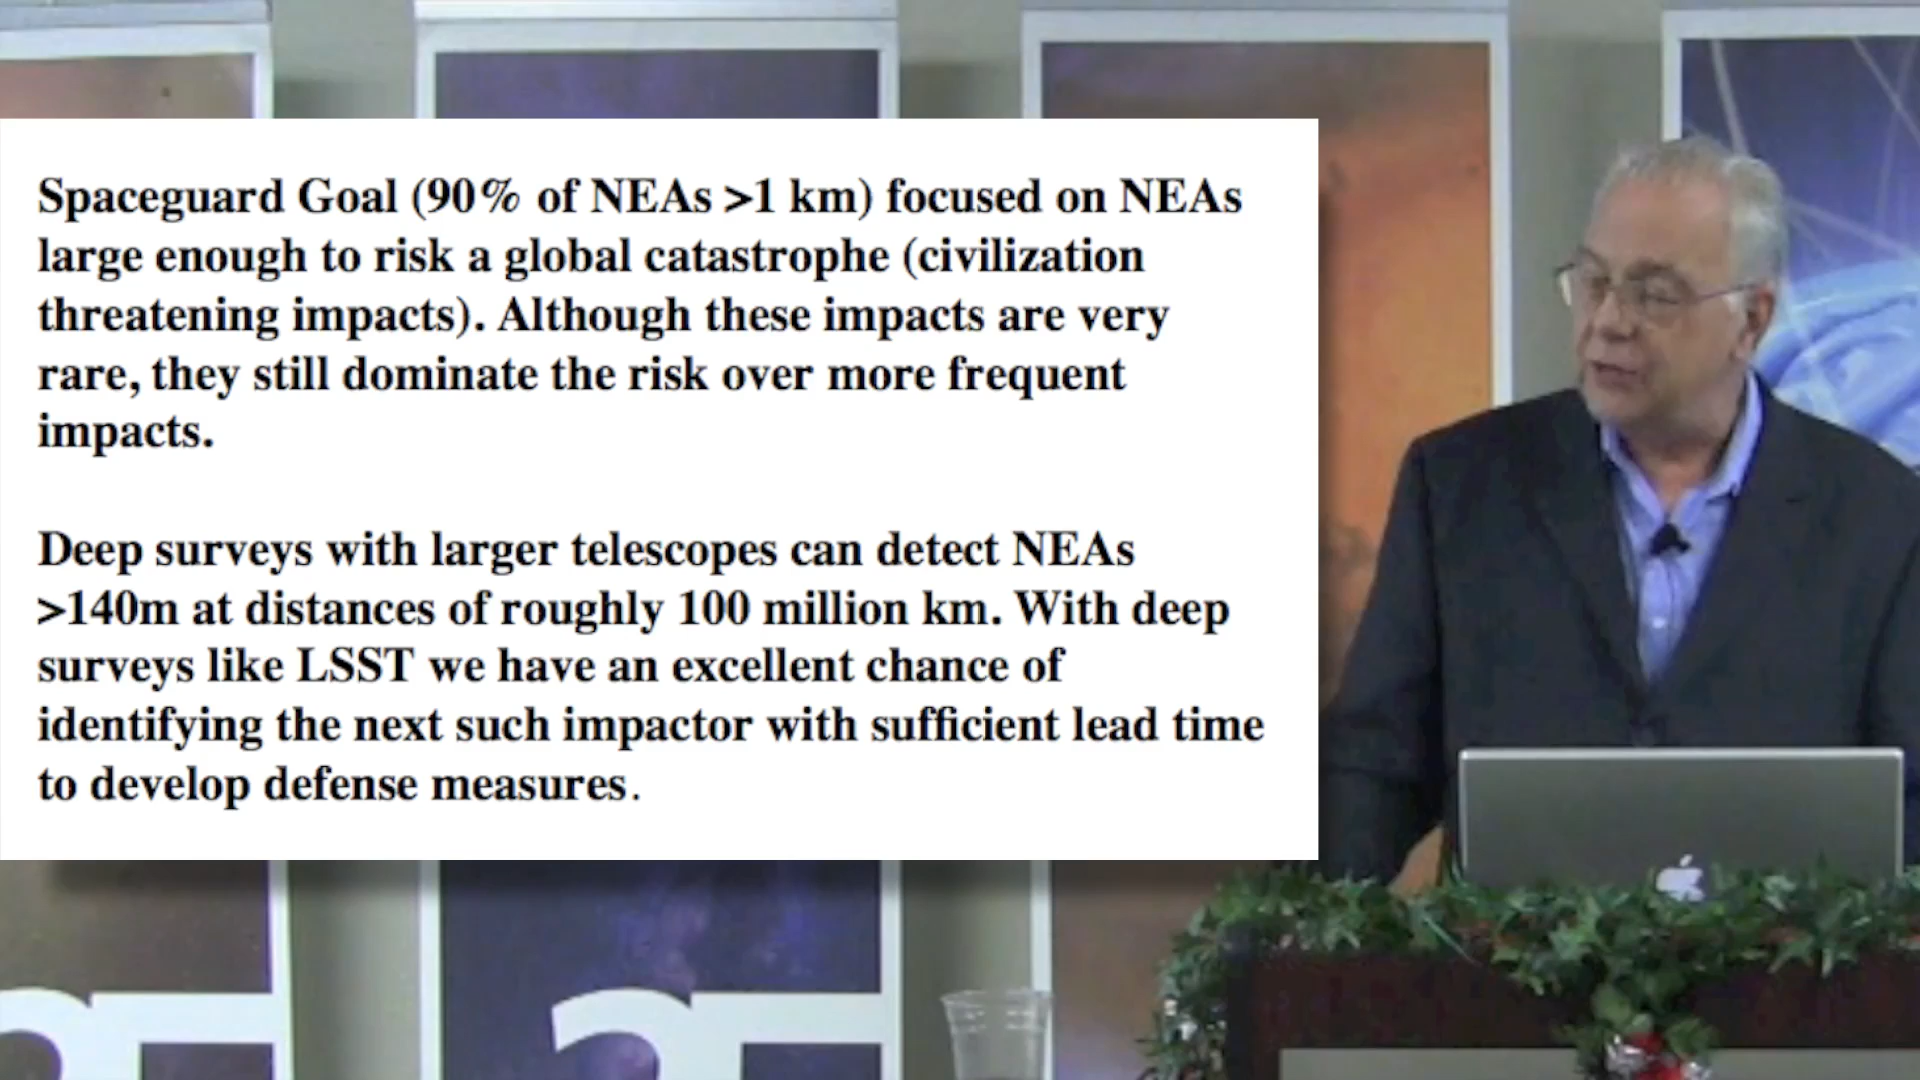 Spaceguard Goal (90% of NEAs >1 km) focused on NEAs
large enough to risk a global catastrophe (civilization
threatening impacts). Although these impacts are very
rare, they still dominate the risk over more frequent
impacts.
Deep surveys with larger telescopes can detect NEAs
>140m at distances of roughly 100 million km. With deep
surveys like LSST we have an excellent chance of
identifying the next such impactor with sufficient lead time
to develop defense measures.